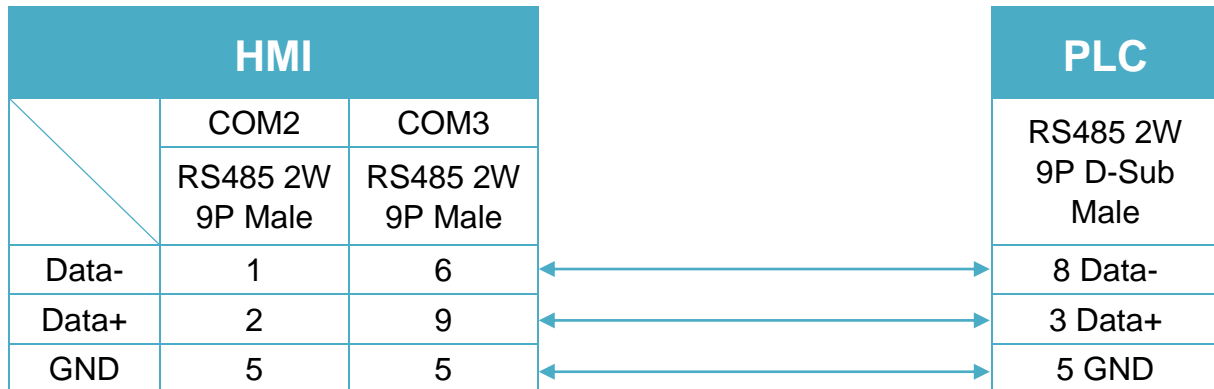 HMI PLC
COM2 COM3
RS485 2W
9P D-Sub
Male
RS485 2W
9P Male
RS485 2W
9P Male
Data- 1 6 8 Data-
Data+ 2 9 3 Data+
GND 5 5 5 GND